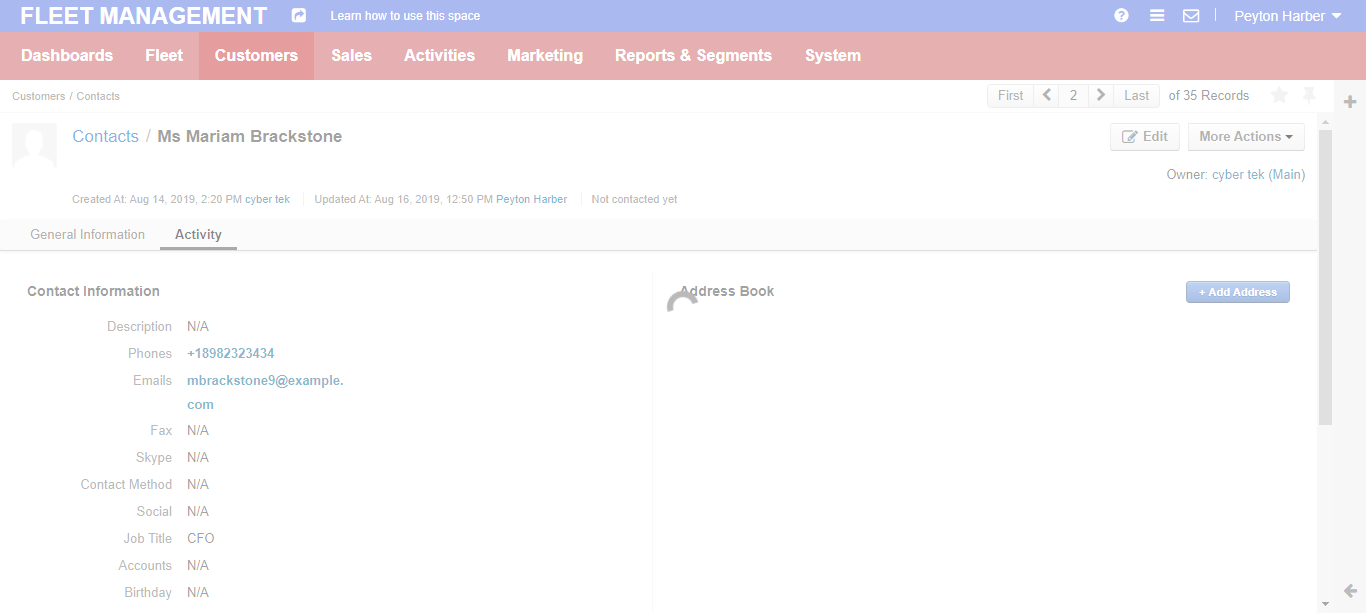 FLEET MANAGEMENT Learn how to use this space Peyton Harber
Dashboards Fleet Customers Sales Activities Marketing Reports & Segments System
Customers / Contacts First 2 Last of 35 Records
Contacts / Ms Mariam Brackstone Edit More Actions
Owner: cyber tek (Main)
Created At: Aug 14, 2019, 2:20 PM cyber tek Updated At: Aug 16, 2019, 12:50 PM Peyton Harber Not contacted yet
General Information Activity
Contact Information Address Book + Add Address
Description N/A
Phones +18982323434
Emails mbrackstone9@example.
com
Fax N/A
Skype N/A
Contact Method N/A
Social N/A
Job Title CFO
Accounts N/A
Birthday N/A